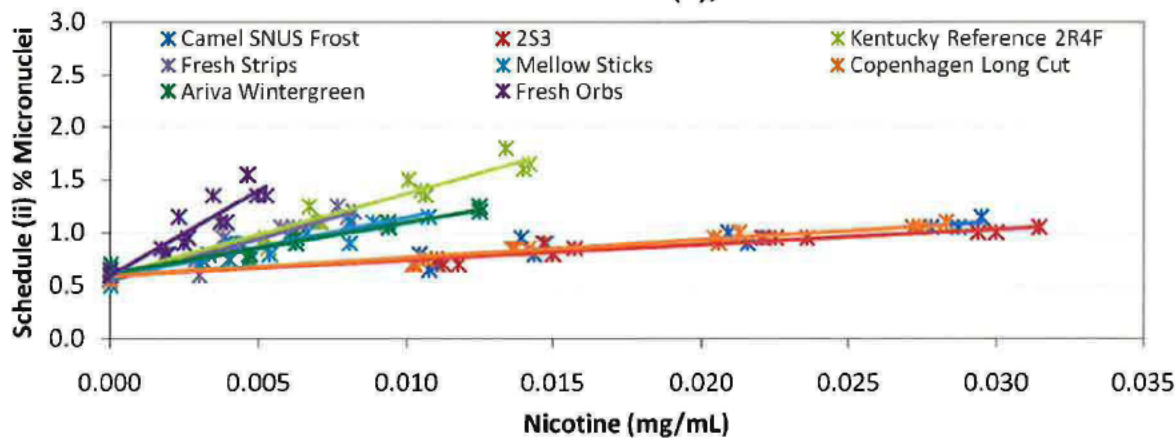 3.0
Camel SNUS Frost 2S3 Kentucky Reference 2R4F
2.5
Fresh Strips Mellow Sticks Copenhagen Long Cut
Ariva Wintergreen Fresh Orbs
2.0
1.5
1.0
0.5
0.0
Schedule (ii) % Micronuclei
0.000 0.005 0.010 0.015 0.020 0.025 0.030 0.035
Nicotine (mg/mL)